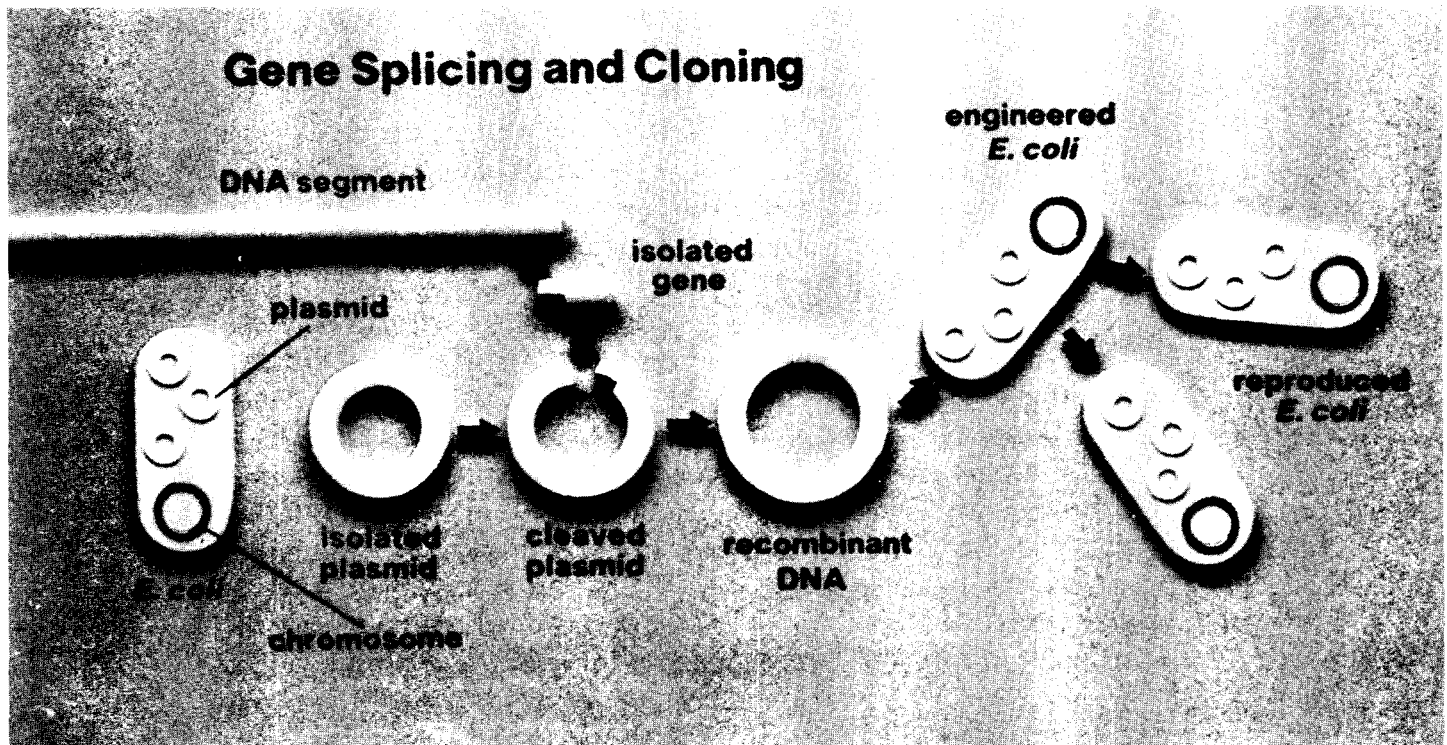 Gene Splicing and Cloning
engineered
E. coli
DNA segment
isolated
gene
plasmid
reproduced
E. coli
isolated
plasmid
cleaved
plasmid
recombinant
DNA
E. coli
chromosome